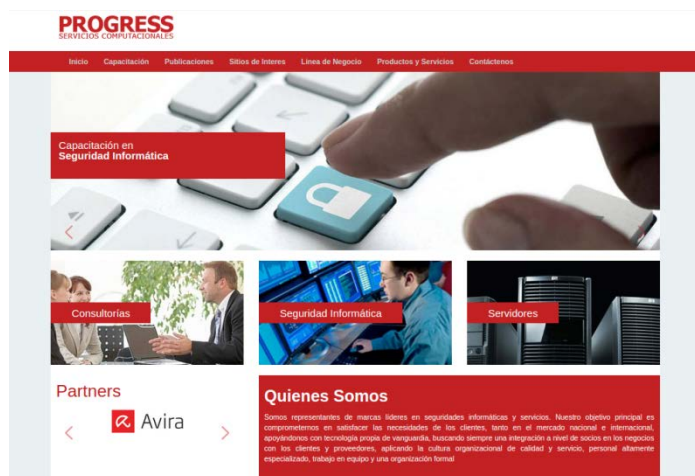 PROGRESS
SERVICIOS COMPUTACIONALES
Inicio Capacitación Publicaciones Sitios de Interes Linea de Negocio Productos y Servicios Contáctenos
Capacitación en
Seguridad Informática
Consultorías
Seguridad Informática
Servidores
Partners
Avira
Quienes Somos
Somos representantes de marcas líderes en seguridades informáticas y servicios. Nuestro objetivo principal es
comprometernos en satisfacer las necesidades de los clientes, tanto en el mercado nacional e internacional,
apoyándonos con tecnología propia de vanguardia, buscando siempre una integración a nivel de socios en los negocios
con los clientes y proveedores, aplicando la cultura organizacional de calidad y servicio, personal altamente
especializado, trabajo en equipo y una organización formal